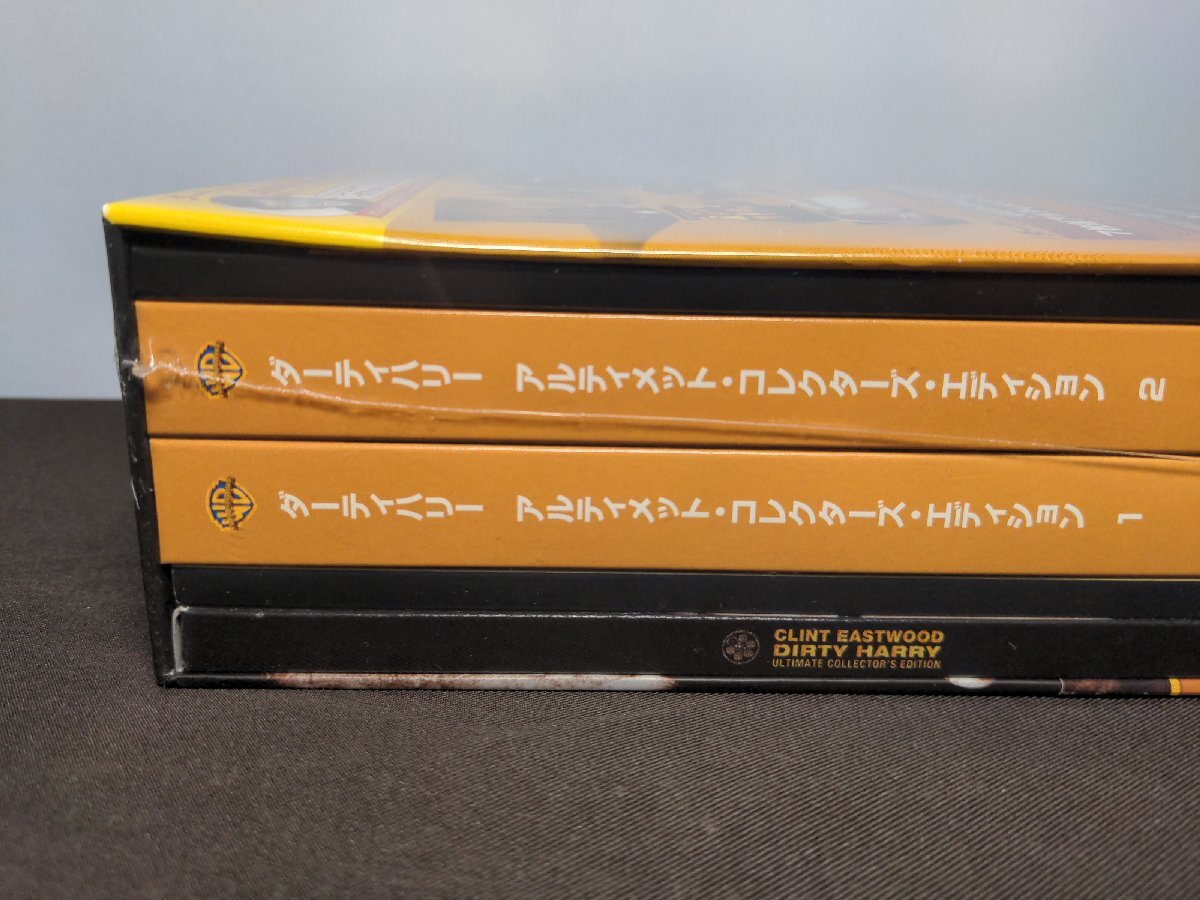 ダーティハリー アルティメット・コレクターズ・エディション 2
ダーティハリー アルティメット・コレクターズ・エディション 1
CLINT EASTWOOD
DIRTY HARRY
ULTIMATE COLLECTOR'S EDITION